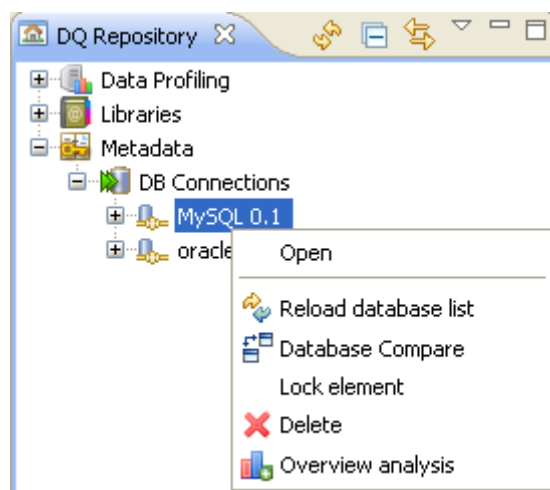 DQ Repository
Data Profiling
Libraries
Metadata
DB Connections
MySQL 0.1
oracle
Open
Reload database list
Database Compare
Lock element
Delete
Overview analysis